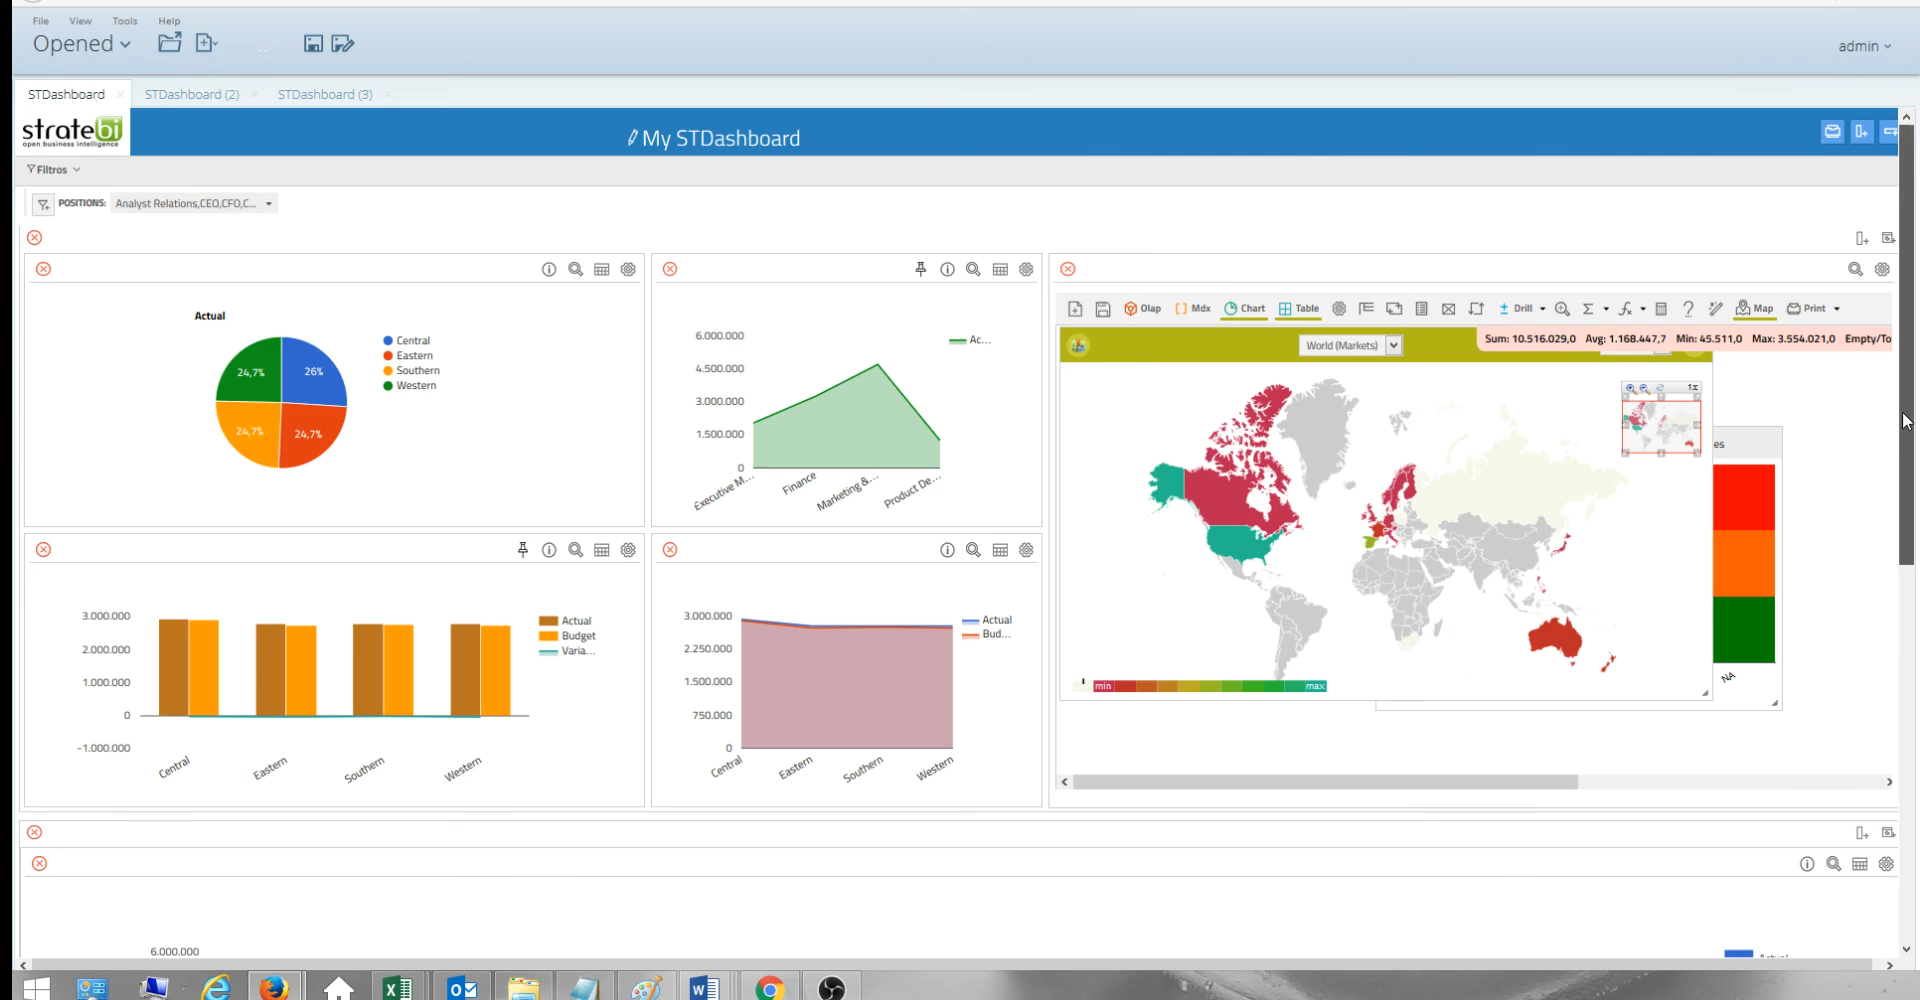 File View Tools Help
Opened
admin
STDashboard STDashboard (2) STDashboard (3)
stratebi
open business intelligence
My STDashboard
Filtros
POSITIONS: Analyst Relations,CEO,CFO,C...
Actual
Central
Eastern
Southern
Western
24,7% 26%
24,7% 24,7%
6.000.000
4.500.000
3.000.000
1.500.000
0
Executive M... Finance Marketing &... Product De...
Ac...
Olap Mdx Chart Table Drill Σ fx ? Map Print
World (Markets)
Sum: 10.516.029,0 Avg: 1.168.447,7 Min: 45.511,0 Max: 3.554.021,0 Empty/To
1x
es
NA
min max
3.000.000
2.000.000
1.000.000
0
-1.000.000
Central Eastern Southern Western
Actual
Budget
Varia...
3.000.000
2.250.000
1.500.000
750.000
0
Central Eastern Southern Western
Actual
Bud...
6.000.000
Actual